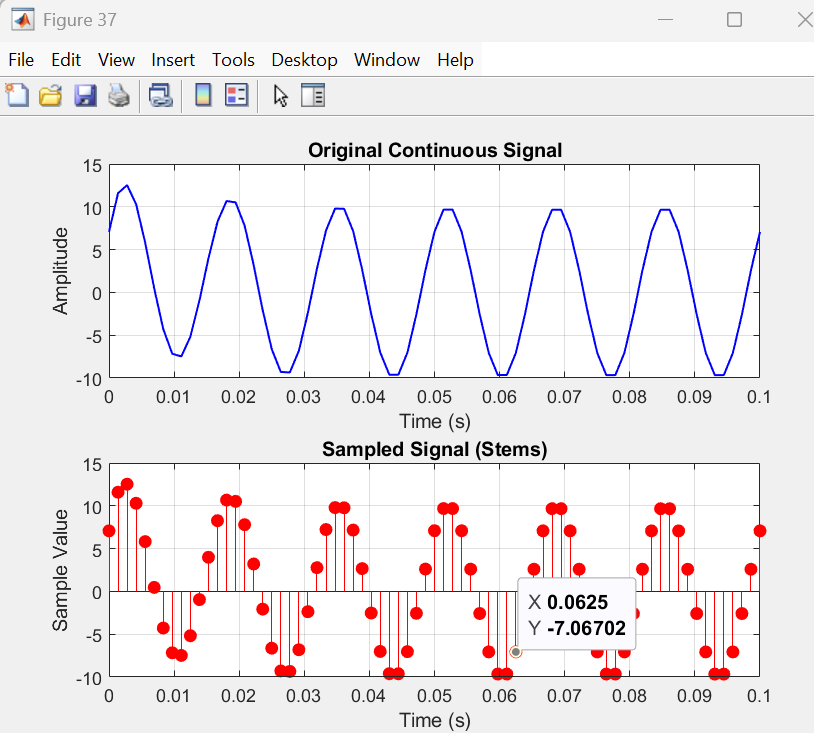 Figure 37
File Edit View Insert Tools Desktop Window Help
Original Continuous Signal
15
10
5
0
-5
-10
Amplitude
0 0.01 0.02 0.03 0.04 0.05 0.06 0.07 0.08 0.09 0.1
Time (s)
Sampled Signal (Stems)
15
10
5
0
-5
-10
Sample Value
X 0.0625
Y -7.06702
0 0.01 0.02 0.03 0.04 0.05 0.06 0.07 0.08 0.09 0.1
Time (s)